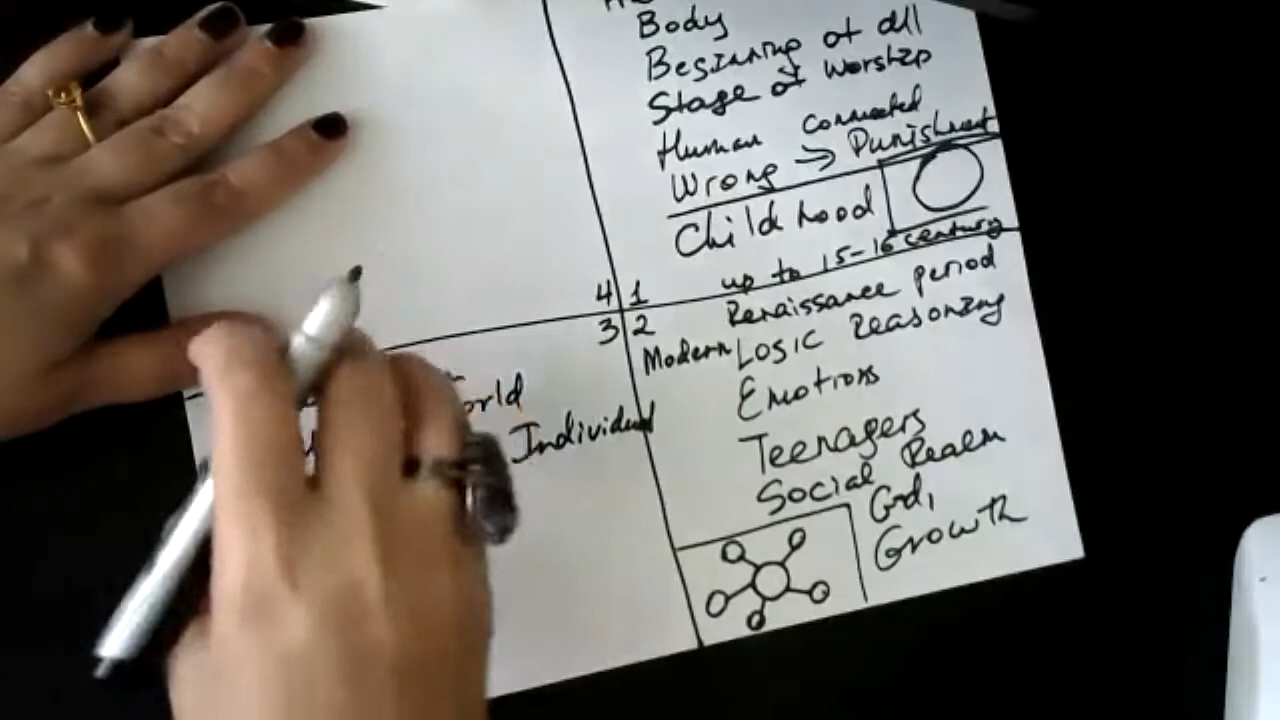 Body
Beginning of all
Stage of Worship
Human connected
Wrong → Punishment
Childhood
up to 15-16 century
4 1
3 2
Renaissance period
Modern Logic Reasoning
Emotions
Teenagers
Social Realm
God,
Growth
Individual